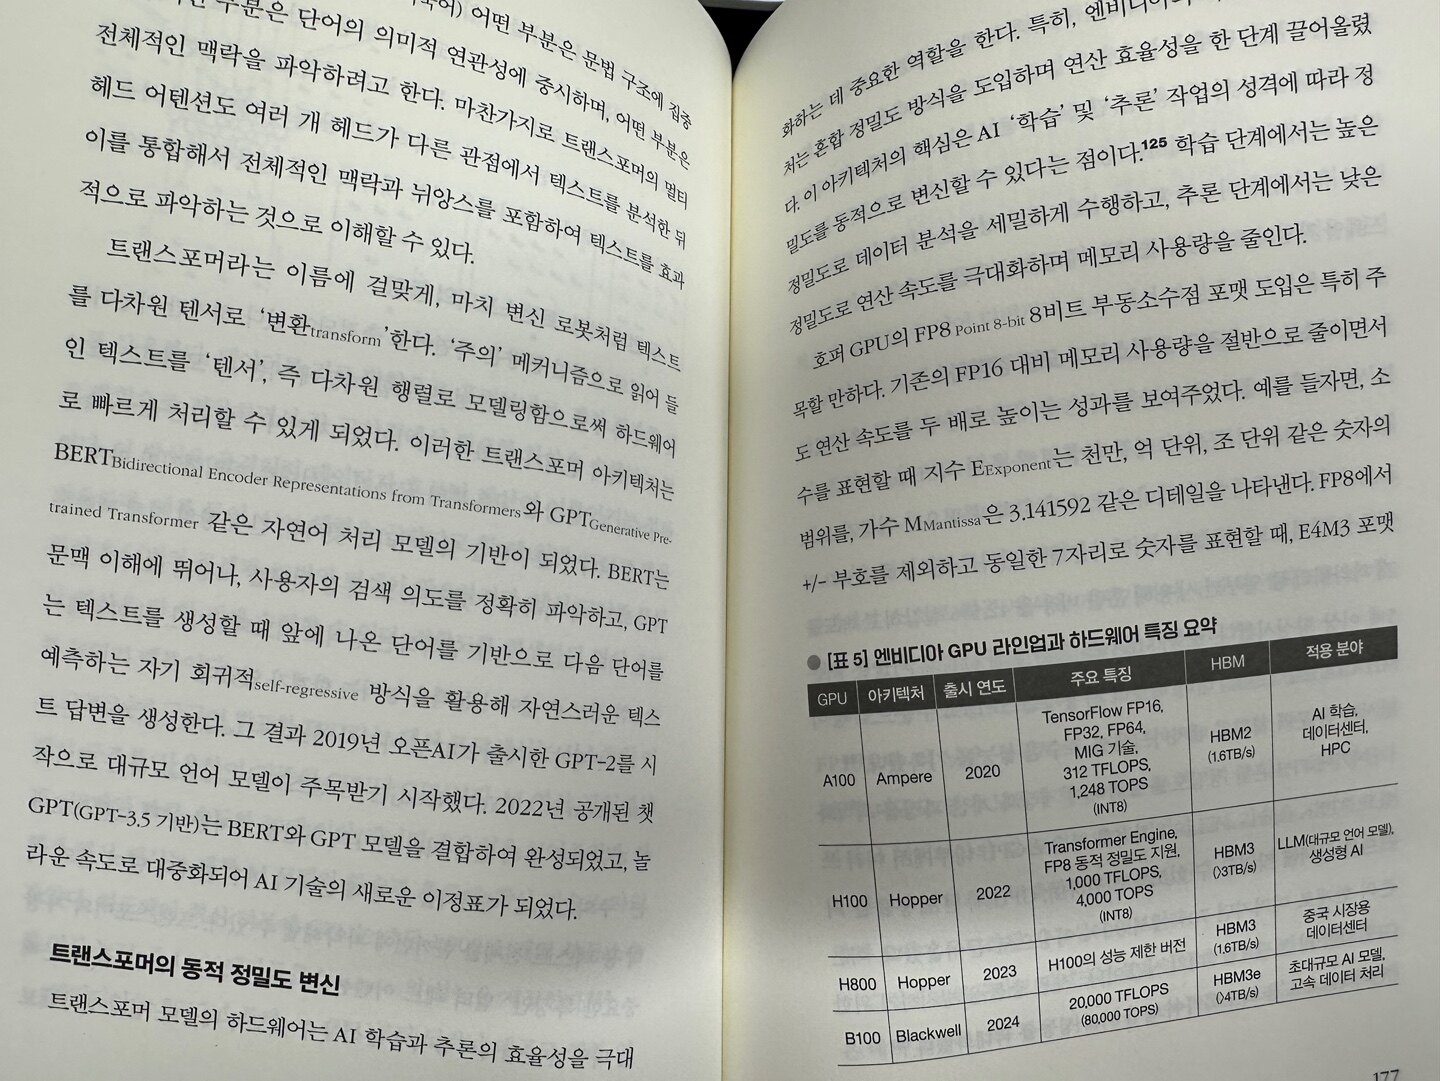 부분은 단어의 의미적 연관성에 중시하며, 어떤 부분은
어떤 부분은 문법 구조에 집중
전체적인 맥락을 파악하려고 한다. 마찬가지로 트랜스포머의 멀티
헤드 어텐션도 여러 개 헤드가 다른 관점에서 텍스트를 분석한 뒤
이를 통합해서 전체적인 맥락과 뉘앙스를 포함하여 텍스트를 효과
적으로 파악하는 것으로 이해할 수 있다.
트랜스포머라는 이름에 걸맞게, 마치 변신 로봇처럼 텍스트
를 다차원 텐서로 ‘변환transform’한다. ‘주의’ 메커니즘으로 읽어 들
인 텍스트를 ‘텐서’, 즉 다차원 행렬로 모델링함으로써 하드웨어
로 빠르게 처리할 수 있게 되었다. 이러한 트랜스포머 아키텍처는
BERTBidirectional Encoder Representations from Transformers와 GPTGenerative Pre-
trained Transformer 같은 자연어 처리 모델의 기반이 되었다. BERT는
문맥 이해에 뛰어나, 사용자의 검색 의도를 정확히 파악하고, GPT
는 텍스트를 생성할 때 앞에 나온 단어를 기반으로 다음 단어를
예측하는 자기 회귀적self-regressive 방식을 활용해 자연스러운 텍스
트 답변을 생성한다. 그 결과 2019년 오픈AI가 출시한 GPT-2를 시
작으로 대규모 언어 모델이 주목받기 시작했다. 2022년 공개된 챗
GPT(GPT-3.5 기반)는 BERT와 GPT 모델을 결합하여 완성되었고, 놀
라운 속도로 대중화되어 AI 기술의 새로운 이정표가 되었다.
트랜스포머의 동적 정밀도 변신
트랜스포머 모델의 하드웨어는 AI 학습과 추론의 효율성을 극대
화하는 데 중요한 역할을 한다. 특히,
처는 혼합 정밀도 방식을 도입하며 연산 효율성을 한 단계 끌어올렸
다. 이 아키텍처의 핵심은 AI ‘학습’ 및 ‘추론’ 작업의 성격에 따라 정
밀도를 동적으로 변신할 수 있다는 점이다.125 학습 단계에서는 높은
정밀도로 데이터 분석을 세밀하게 수행하고, 추론 단계에서는 낮은
정밀도로 연산 속도를 극대화하며 메모리 사용량을 줄인다.
호퍼 GPU의 FP8 Point 8-bit 8비트 부동소수점 포맷 도입은 특히 주
목할 만하다. 기존의 FP16 대비 메모리 사용량을 절반으로 줄이면서
도 연산 속도를 두 배로 높이는 성과를 보여주었다. 예를 들자면, 소
수를 표현할 때 지수 EExponent는 천만, 억 단위, 조 단위 같은 숫자의
범위를, 가수 MMantissa은 3.141592 같은 디테일을 나타낸다. FP8에서
+/- 부호를 제외하고 동일한 7자리로 숫자를 표현할 때, E4M3 포맷
[표 5] 엔비디아 GPU 라인업과 하드웨어 특징 요약
GPU 아키텍처 출시 연도 주요 특징 HBM 적용 분야
A100 Ampere 2020
TensorFlow FP16,
FP32, FP64,
MIG 기술,
312 TFLOPS,
1,248 TOPS
(INT8)
HBM2
(1.6TB/s)
AI 학습,
데이터센터,
HPC
H100 Hopper 2022
Transformer Engine,
FP8 동적 정밀도 지원,
1,000 TFLOPS,
4,000 TOPS
(INT8)
HBM3
(>3TB/s)
LLM(대규모 언어 모델),
생성형 AI
H800 Hopper 2023
H100의 성능 제한 버전
HBM3
(1.6TB/s)
중국 시장용
데이터센터
B100 Blackwell 2024
20,000 TFLOPS
(80,000 TOPS)
HBM3e
(>4TB/s)
초대규모 AI 모델,
고속 데이터 처리
177